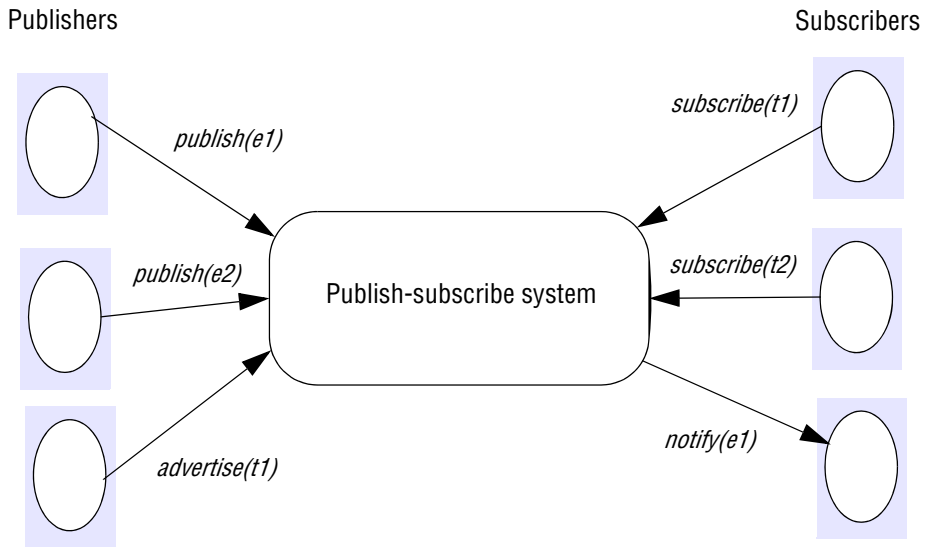 Publishers
Subscribers
publish(e1)
subscribe(t1)
publish(e2)
subscribe(t2)
Publish-subscribe system
advertise(t1)
notify(e1)